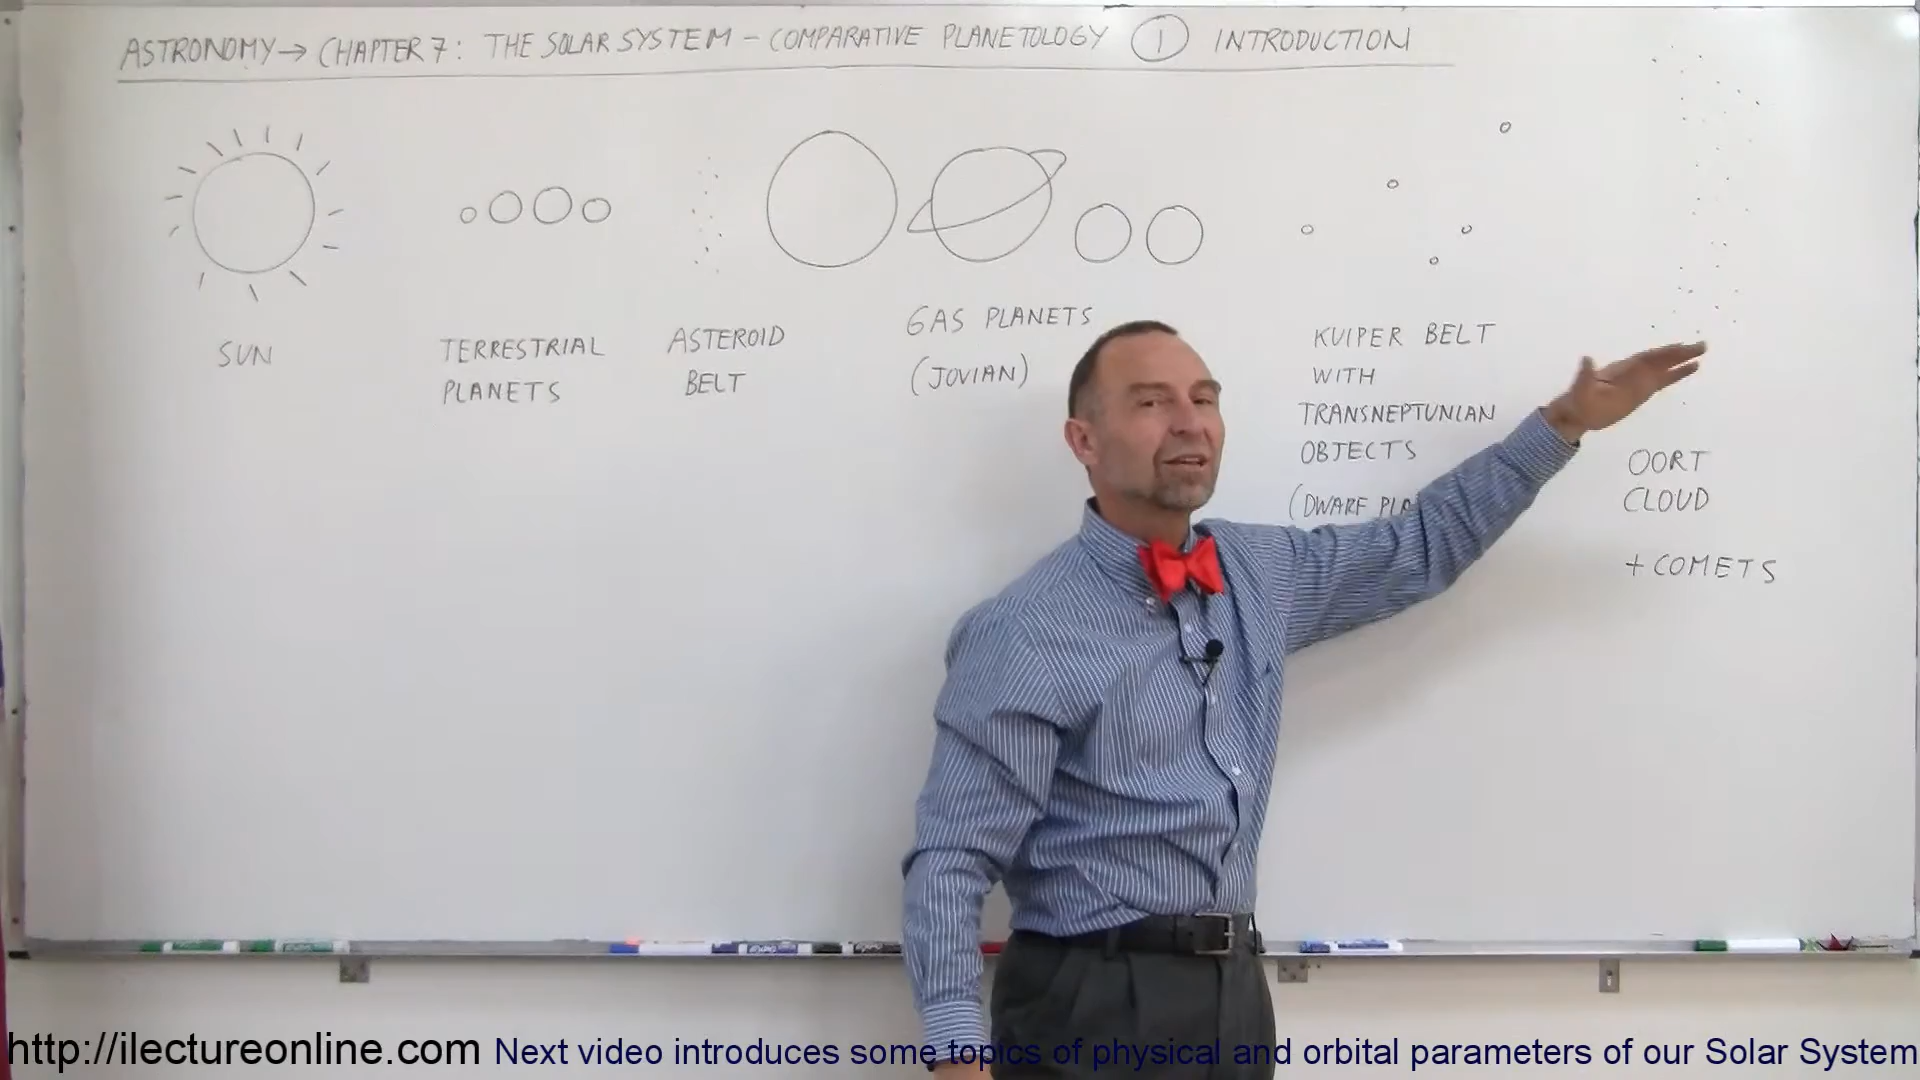 ASTRONOMY → CHAPTER 7: THE SOLAR SYSTEM – COMPARATIVE PLANETOLOGY 1 INTRODUCTION
SUN
TERRESTRIAL
PLANETS
ASTEROID
BELT
GAS PLANETS
(JOVIAN)
KUIPER BELT
WITH
TRANSNEPTUNIAN
OBJECTS
(DWARF PLA
OORT
CLOUD
+ COMETS
http://ilectureonline.com Next video introduces some topics of physical and orbital parameters of our Solar System